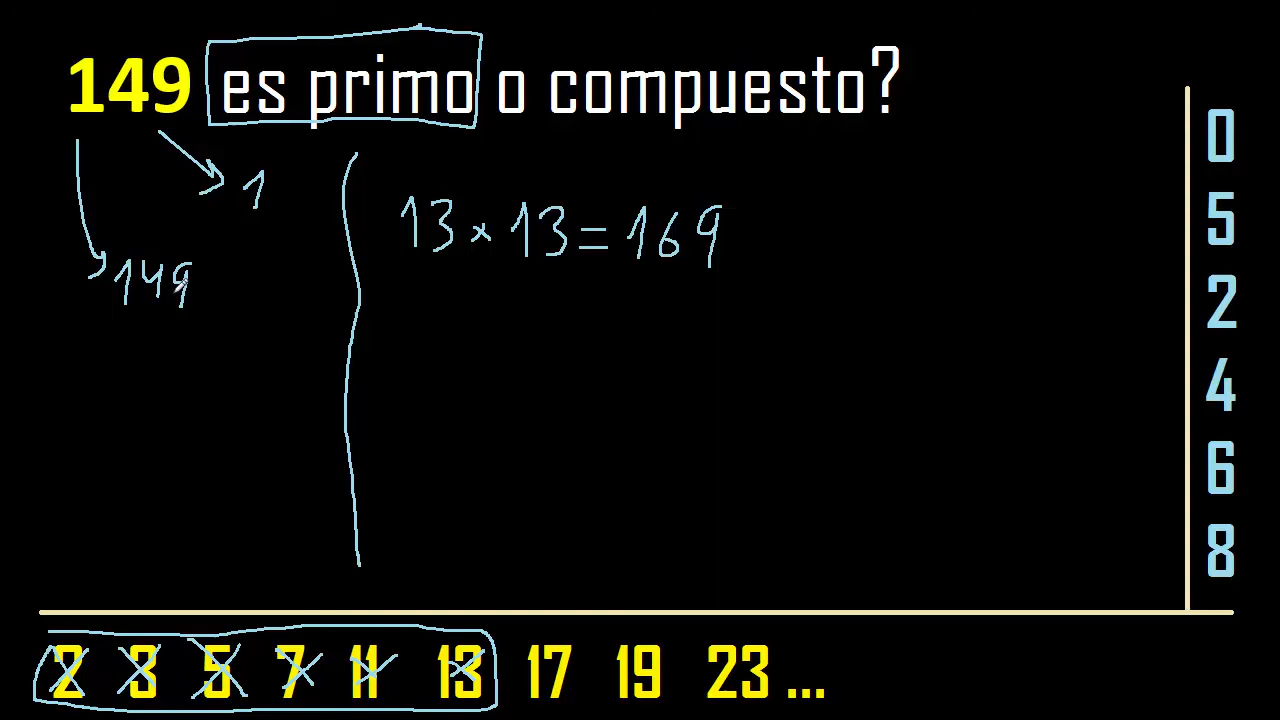 149 es primo o compuesto?
1
149
13 x 13 = 169
0
5
2
4
6
8
2 3 5 7 11 13 17 19 23 ...